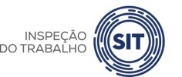 INSPEÇÃO
DO TRABALHO
SIT